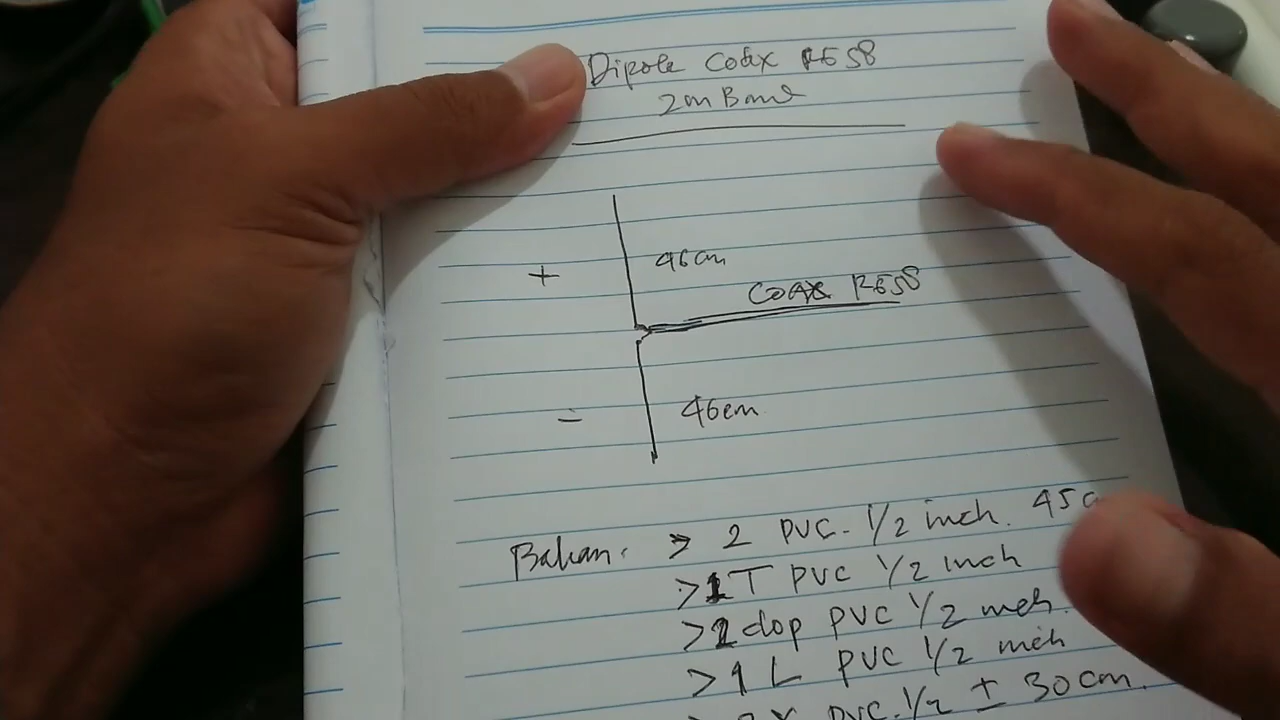 Dipole Coax RG58
2m Band
+
46cm
COAX RG58
-
46cm
Bahan: > 2 PVC. 1/2 inch. 45c
> 1 T PVC 1/2 inch
> 2 dop PVC 1/2 inch.
> 1 L PVC 1/2 inch
PVC. 1/2 ± 30cm.